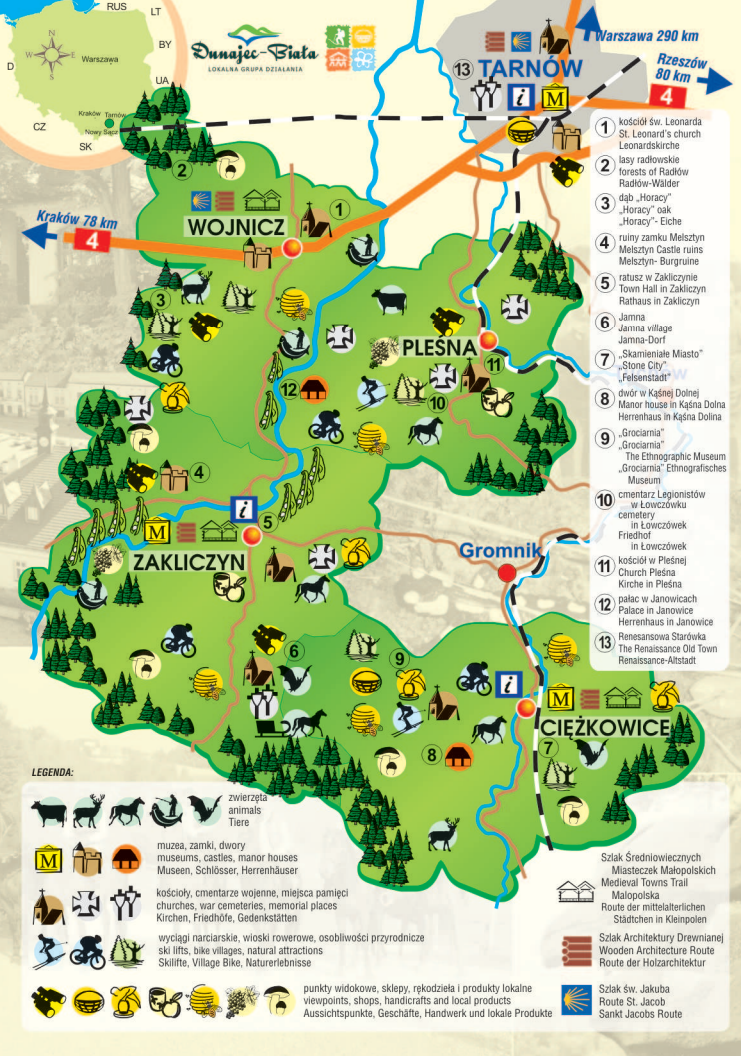 RUS
LT
BY
UA
SK
CZ
D
N
W
E
S
Warszawa
Kraków
Tarnów
Nowy Sącz
Dunajec-Biała
LOKALNA GRUPA DZIAŁANIA
Warszawa 290 km
Rzeszów
80 km
4
13
TARNÓW
i
M
2
WOJNICZ
1
Kraków 78 km
4
3
PLEŚNA
11
12
10
4
i
5
M
ZAKLICZYN
Gromnik
6
9
i
M
CIĘŻKOWICE
7
8
1 kościół św. Leonarda
St. Leonard's church
Leonardskirche
2 lasy radłowskie
forests of Radłów
Radłów-Wälder
3 dąb „Horacy”
„Horacy” oak
„Horacy”- Eiche
4 ruiny zamku Melsztyn
Melsztyn Castle ruins
Melsztyn- Burgruine
5 ratusz w Zakliczynie
Town Hall in Zakliczyn
Rathaus in Zakliczyn
6 Jamna
Jamna village
Jamna-Dorf
7 „Skamieniałe Miasto”
„Stone City”
„Felsenstadt”
8 dwór w Kąśnej Dolnej
Manor house in Kąśna Dolna
Herrenhaus in Kąśna Dolina
9 „Grociarnia”
„Grociarnia”
The Ethnographic Museum
„Grociarnia” Ethnografisches
Museum
10 cmentarz Legionistów
w Łowczówku
cemetery
in Łowczówek
Friedhof
in Łowczówek
11 kościół w Pleśnej
Church Pleśna
Kirche in Pleśna
12 pałac w Janowicach
Palace in Janowice
Herrenhaus in Janowice
13 Renesansowa Starówka
The Renaissance Old Town
Renaissance-Altstadt
LEGENDA:
zwierzęta
animals
Tiere
M
muzea, zamki, dwory
museums, castles, manor houses
Museen, Schlösser, Herrenhäuser
kościoły, cmentarze wojenne, miejsca pamięci
churches, war cemeteries, memorial places
Kirchen, Friedhöfe, Gedenkstätten
wyciągi narciarskie, wioski rowerowe, osobliwości przyrodnicze
ski lifts, bike villages, natural attractions
Skilifte, Village Bike, Naturerlebnisse
punkty widokowe, sklepy, rękodzieła i produkty lokalne
viewpoints, shops, handicrafts and local products
Aussichtspunkte, Geschäfte, Handwerk und lokale Produkte
Szlak Średniowiecznych
Miasteczek Małopolskich
Medieval Towns Trail
Malopolska
Route der mittelalterlichen
Städtchen in Kleinpolen
Szlak Architektury Drewnianej
Wooden Architecture Route
Route der Holzarchitektur
Szlak św. Jakuba
Route St. Jacob
Sankt Jacobs Route